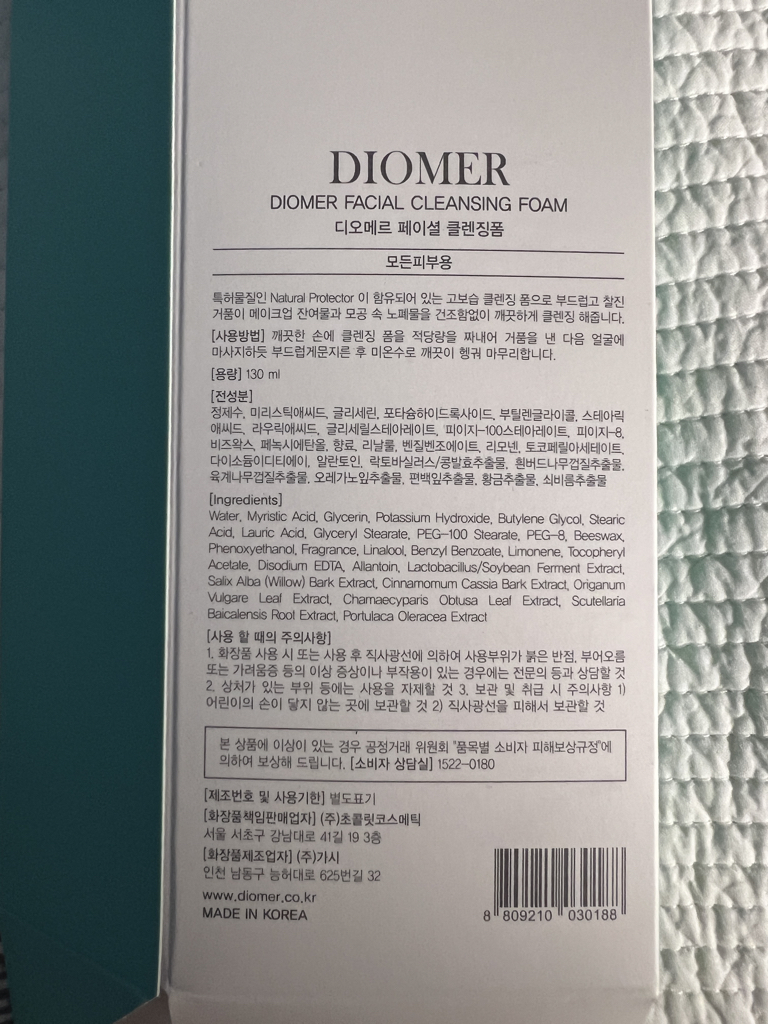 DIOMER
DIOMER FACIAL CLEANSING FOAM
디오메르 페이셜 클렌징폼
모든피부용
특허물질인 Natural Protector 이 함유되어 있는 고보습 클렌징 폼으로 부드럽고 찰진
거품이 메이크업 잔여물과 모공 속 노폐물을 건조함없이 깨끗하게 클렌징 해줍니다.
[사용방법] 깨끗한 손에 클렌징 폼을 적당량을 짜내어 거품을 낸 다음 얼굴에
마사지하듯 부드럽게문지른 후 미온수로 깨끗이 헹궈 마무리합니다.
[용량] 130 ml
[전성분]
정제수, 미리스틱애씨드, 글리세린, 포타슘하이드록사이드, 부틸렌글라이콜, 스테아릭
애씨드, 라우릭애씨드, 글리세릴스테아레이트, 피이지-100스테아레이트, 피이지-8,
비즈왁스, 페녹시에탄올, 향료, 리날룰, 벤질벤조에이트, 리모넨, 토코페릴아세테이트,
다이소듐이디티에이, 알란토인, 락토바실러스/콩발효추출물, 흰버드나무껍질추출물,
육계나무껍질추출물, 오레가노잎추출물, 편백잎추출물, 황금추출물, 쇠비름추출물
[Ingredients]
Water, Myristic Acid, Glycerin, Potassium Hydroxide, Butylene Glycol, Stearic
Acid, Lauric Acid, Glyceryl Stearate, PEG-100 Stearate, PEG-8, Beeswax,
Phenoxyethanol, Fragrance, Linalool, Benzyl Benzoate, Limonene, Tocopheryl
Acetate, Disodium EDTA, Allantoin, Lactobacillus/Soybean Ferment Extract,
Salix Alba (Willow) Bark Extract, Cinnamomum Cassia Bark Extract, Origanum
Vulgare Leaf Extract, Chamaecyparis Obtusa Leaf Extract, Scutellaria
Baicalensis Root Extract, Portulaca Oleracea Extract
[사용 할 때의 주의사항]
1. 화장품 사용 시 또는 사용 후 직사광선에 의하여 사용부위가 붉은 반점, 부어오름
또는 가려움증 등의 이상 증상이나 부작용이 있는 경우에는 전문의 등과 상담할 것
2. 상처가 있는 부위 등에는 사용을 자제할 것 3. 보관 및 취급 시 주의사항 1)
어린이의 손이 닿지 않는 곳에 보관할 것 2) 직사광선을 피해서 보관할 것
본 상품에 이상이 있는 경우 공정거래 위원회 "품목별 소비자 피해보상규정"에
의하여 보상해 드립니다. [소비자 상담실] 1522-0180
[제조번호 및 사용기한] 별도표기
[화장품책임판매업자] (주)초콜릿코스메틱
서울 서초구 강남대로 41길 19 3층
[화장품제조업자] (주)가시
인천 남동구 능허대로 625번길 32
www.diomer.co.kr
MADE IN KOREA
8 809210 030188